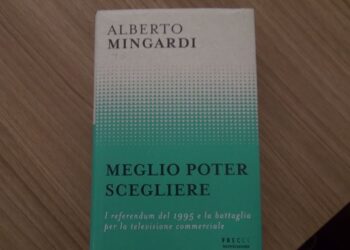 ALBERTO
MINGARDI
MEGLIO POTER
SCEGLIERE
I referendum del 1995 e la battaglia
per la televisione commerciale